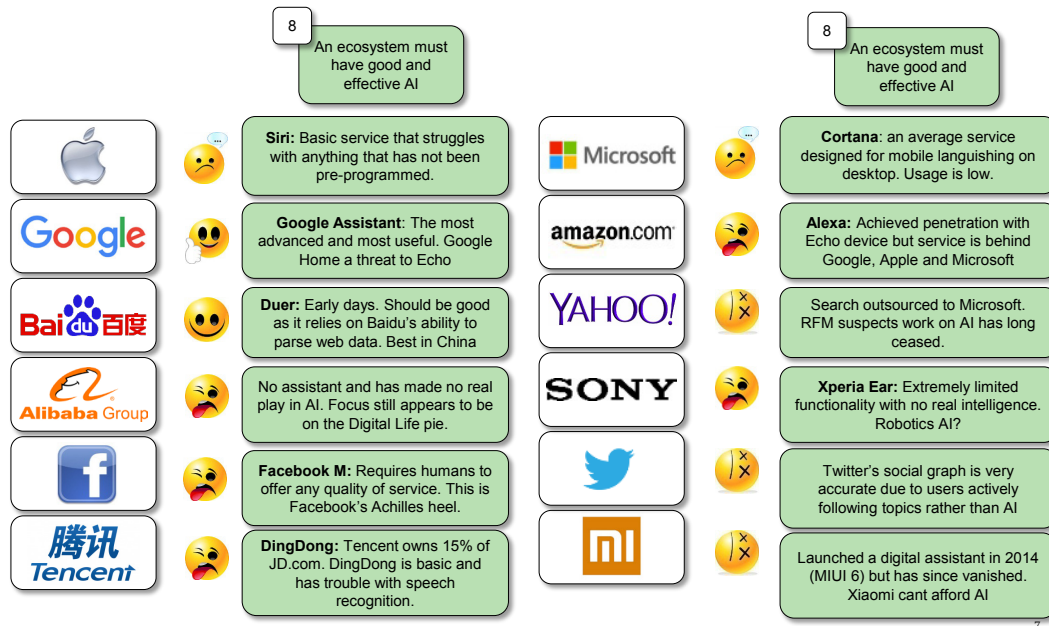 8
An ecosystem must
have good and
effective AI
Siri: Basic service that struggles
with anything that has not been
pre-programmed.
Google
Google Assistant: The most
advanced and most useful. Google
Home a threat to Echo
Bai du 百度
Duer: Early days. Should be good
as it relies on Baidu's ability to
parse web data. Best in China
Alibaba Group
No assistant and has made no real
play in AI. Focus still appears to be
on the Digital Life pie.
f
Facebook M: Requires humans to
offer any quality of service. This is
Facebook's Achilles heel.
腾讯
Tencent
DingDong: Tencent owns 15% of
JD.com. DingDong is basic and
has trouble with speech
recognition.
8
An ecosystem must
have good and
effective AI
Microsoft
Cortana: an average service
designed for mobile languishing on
desktop. Usage is low.
amazon.com
Alexa: Achieved penetration with
Echo device but service is behind
Google, Apple and Microsoft
YAHOO!
Search outsourced to Microsoft.
RFM suspects work on AI has long
ceased.
SONY
Xperia Ear: Extremely limited
functionality with no real intelligence.
Robotics AI?
Twitter's social graph is very
accurate due to users actively
following topics rather than AI
mi
Launched a digital assistant in 2014
(MIUI 6) but has since vanished.
Xiaomi cant afford AI
7